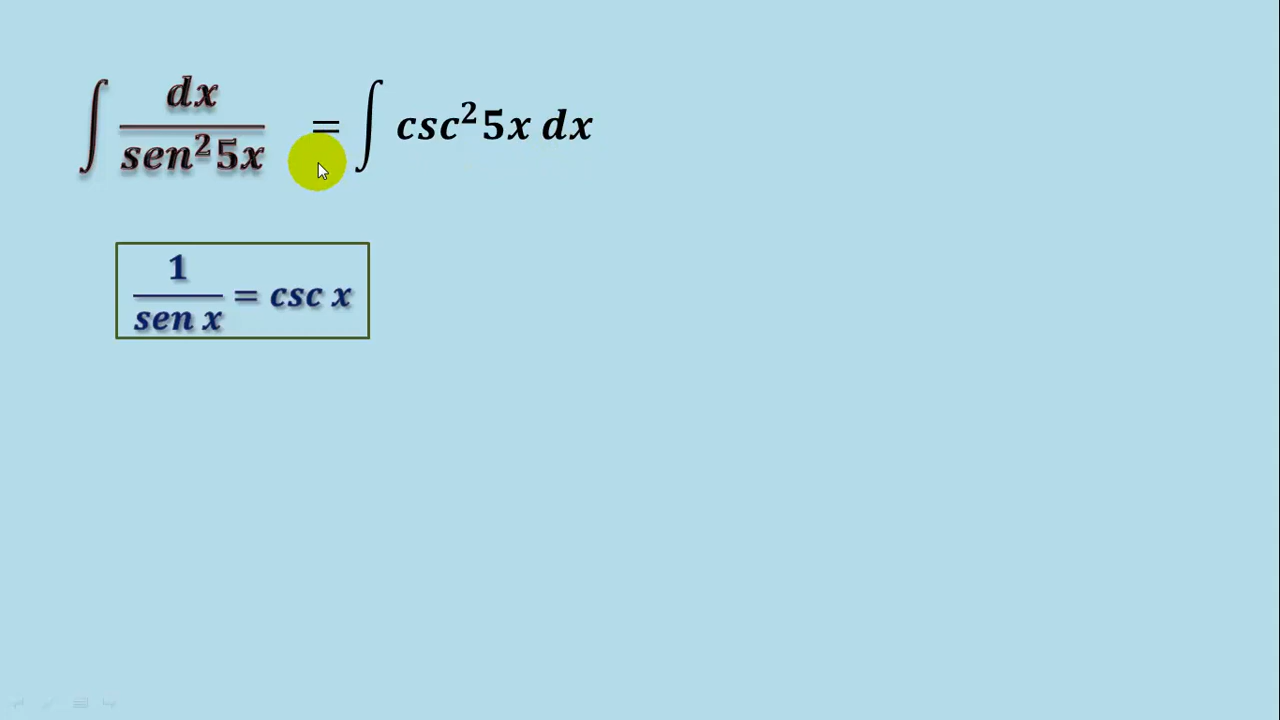 ∫ dx / sen²5x = ∫ csc²5x dx
1 / sen x = csc x